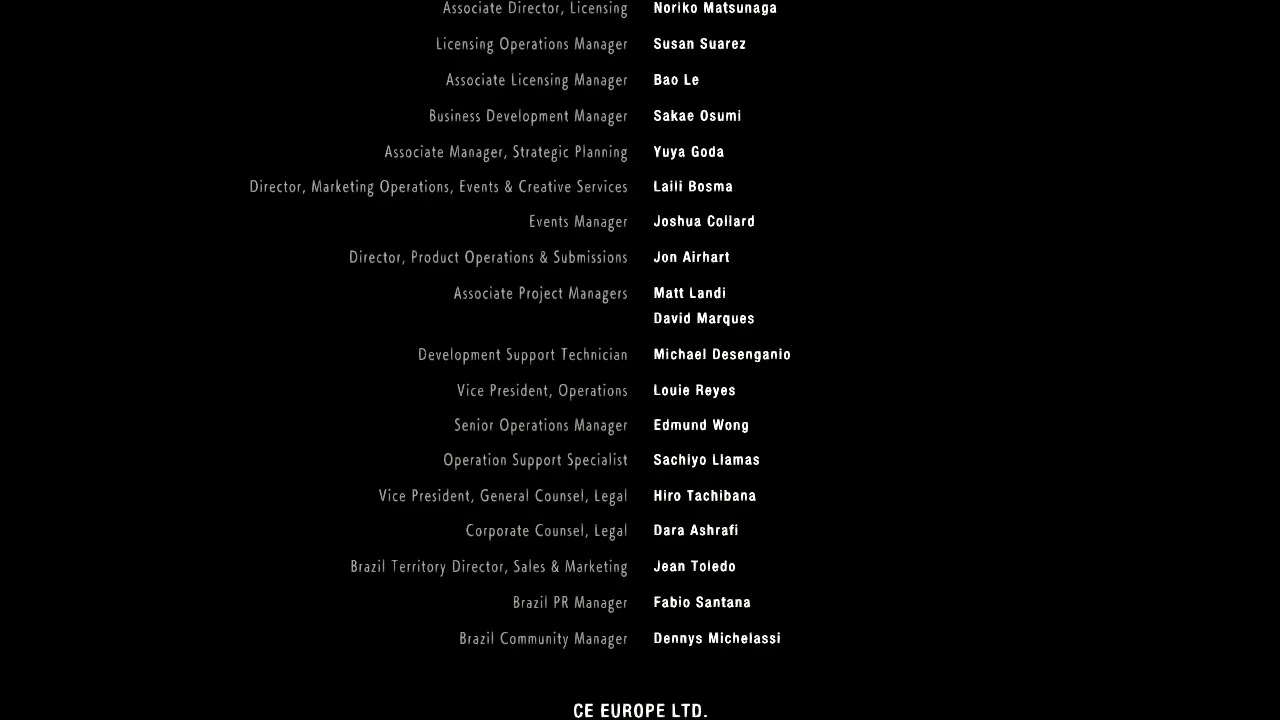 Associate Director, Licensing Noriko Matsunaga
Licensing Operations Manager Susan Suarez
Associate Licensing Manager Bao Le
Business Development Manager Sakae Osumi
Associate Manager, Strategic Planning Yuya Goda
Director, Marketing Operations, Events & Creative Services Laili Bosma
Events Manager Joshua Collard
Director, Product Operations & Submissions Jon Airhart
Associate Project Managers Matt Landi
David Marques
Development Support Technician Michael Desenganio
Vice President, Operations Louie Reyes
Senior Operations Manager Edmund Wong
Operation Support Specialist Sachiyo Llamas
Vice President, General Counsel, Legal Hiro Tachibana
Corporate Counsel, Legal Dara Ashrafi
Brazil Territory Director, Sales & Marketing Jean Toledo
Brazil PR Manager Fabio Santana
Brazil Community Manager Dennys Michelassi
CE EUROPE LTD.